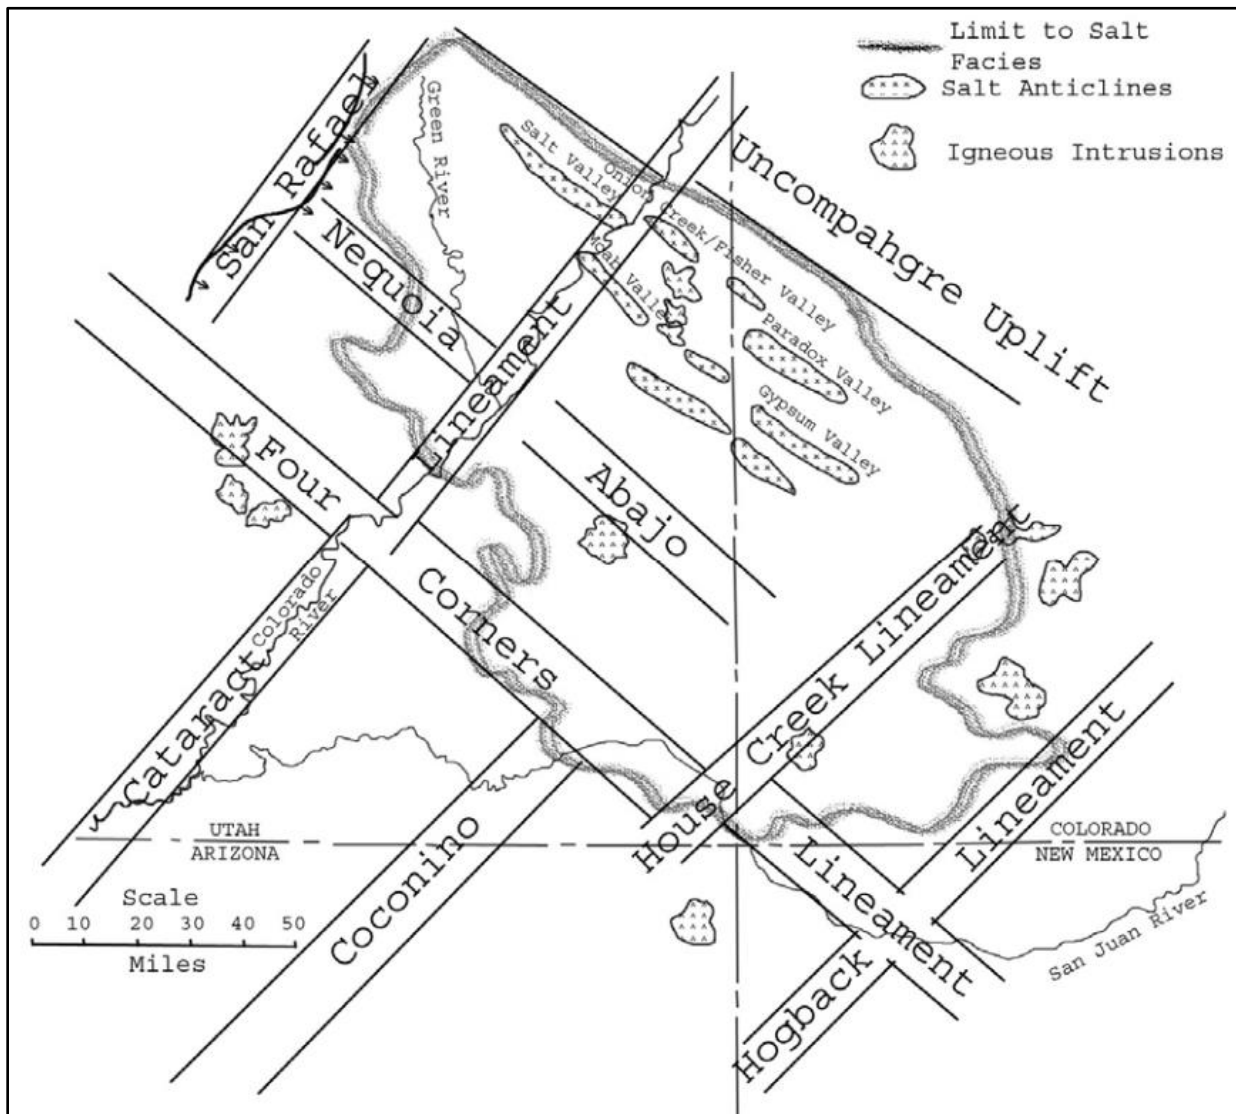 Limit to Salt
Facies
Salt Anticlines
Igneous Intrusions
San Rafael
Green River
Salt Valley
Onion Creek/Fisher Valley
Uncompahgre Uplift
Nequoia
Moab Valley
Paradox Valley
Gypsum Valley
Lineament
Four
Abajo
Corners
Colorado
River
Cataract
House Creek Lineament
Lineament
Coconino
UTAH
ARIZONA
COLORADO
NEW MEXICO
Lineament
Hogback
San Juan River
Scale
0 10 20 30 40 50
Miles